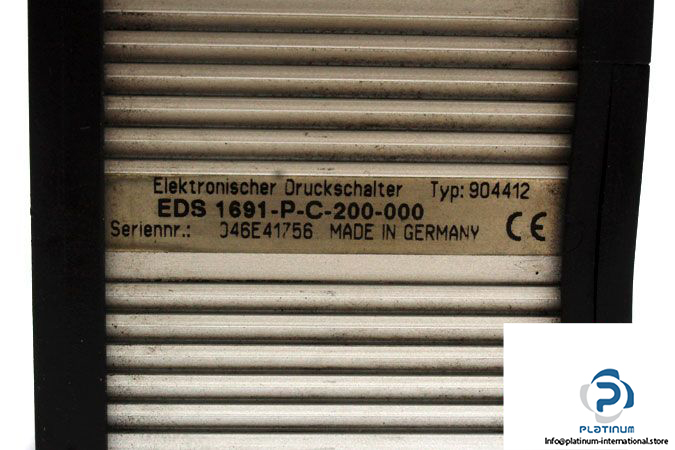 Elektronischer Druckschalter Typ: 904412
EDS 1691-P-C-200-000
Seriennr.: 046E41756 MADE IN GERMANY CE
PLATINUM
Info@platinum-international.store